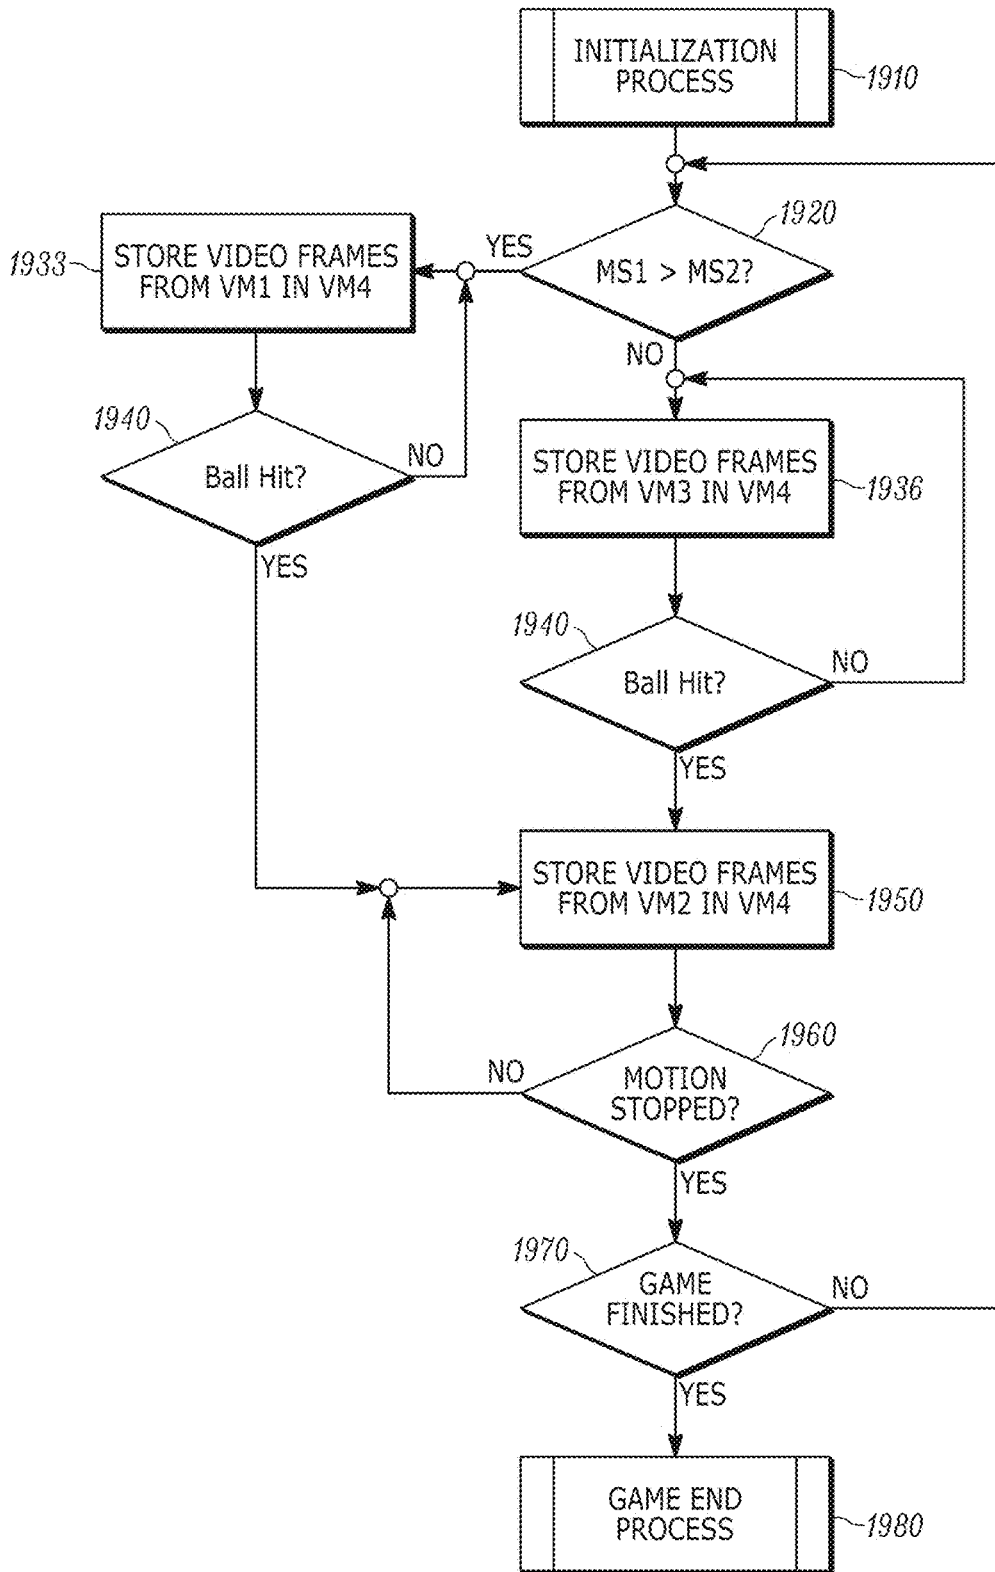 INITIALIZATION
PROCESS
1910
1920
MS1 > MS2?
YES
NO
1933
STORE VIDEO FRAMES
FROM VM1 IN VM4
1940
Ball Hit?
NO
YES
STORE VIDEO FRAMES
FROM VM3 IN VM4
1936
1940
Ball Hit?
NO
YES
STORE VIDEO FRAMES
FROM VM2 IN VM4
1950
1960
NO
MOTION
STOPPED?
YES
1970
GAME
FINISHED?
NO
YES
GAME END
PROCESS
1980